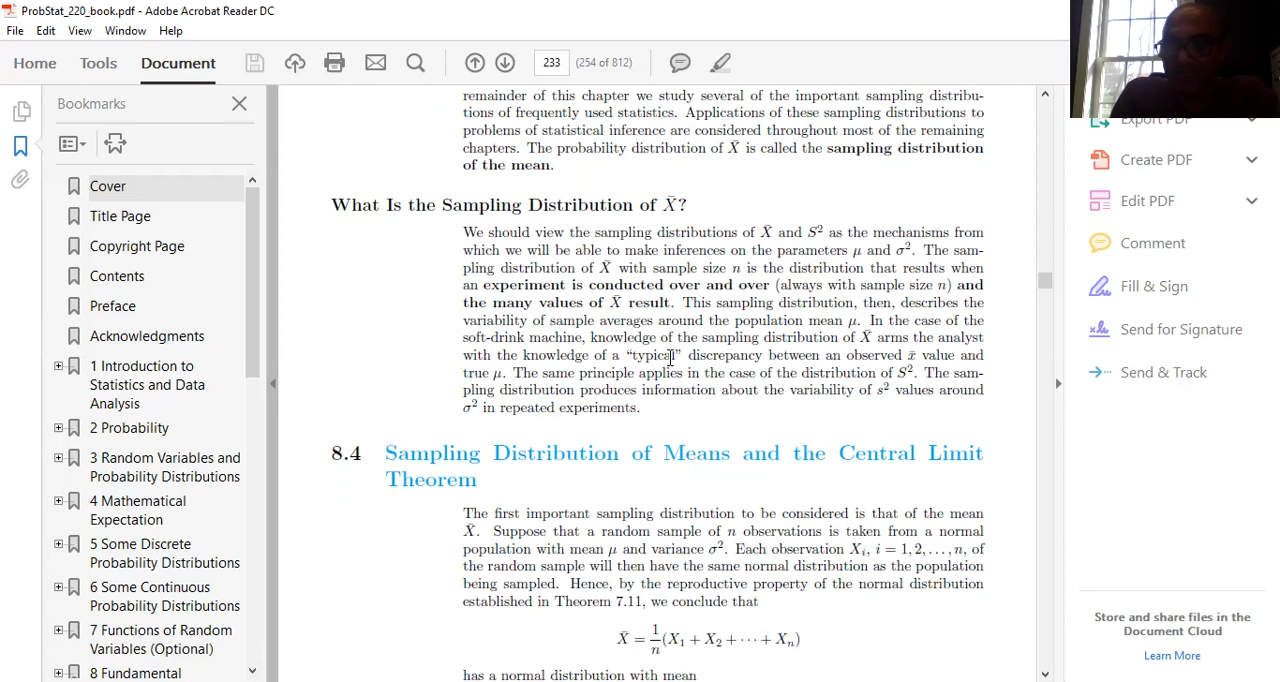 ProbStat_220_book.pdf - Adobe Acrobat Reader DC
File Edit View Window Help
Home Tools Document 233 (254 of 812)
Bookmarks
Cover
Title Page
Copyright Page
Contents
Preface
Acknowledgments
1 Introduction to
Statistics and Data
Analysis
2 Probability
3 Random Variables and
Probability Distributions
4 Mathematical
Expectation
5 Some Discrete
Probability Distributions
6 Some Continuous
Probability Distributions
7 Functions of Random
Variables (Optional)
8 Fundamental
remainder of this chapter we study several of the important sampling distribu-
tions of frequently used statistics. Applications of these sampling distributions to
problems of statistical inference are considered throughout most of the remaining
chapters. The probability distribution of X̄ is called the sampling distribution
of the mean.
What Is the Sampling Distribution of X̄?
We should view the sampling distributions of X̄ and S² as the mechanisms from
which we will be able to make inferences on the parameters μ and σ². The sam-
pling distribution of X̄ with sample size n is the distribution that results when
an experiment is conducted over and over (always with sample size n) and
the many values of X̄ result. This sampling distribution, then, describes the
variability of sample averages around the population mean μ. In the case of the
soft-drink machine, knowledge of the sampling distribution of X̄ arms the analyst
with the knowledge of a “typical” discrepancy between an observed x̄ value and
true μ. The same principle applies in the case of the distribution of S². The sam-
pling distribution produces information about the variability of s² values around
σ² in repeated experiments.
8.4 Sampling Distribution of Means and the Central Limit
Theorem
The first important sampling distribution to be considered is that of the mean
X̄. Suppose that a random sample of n observations is taken from a normal
population with mean μ and variance σ². Each observation Xᵢ, i = 1, 2, . . . , n, of
the random sample will then have the same normal distribution as the population
being sampled. Hence, by the reproductive property of the normal distribution
established in Theorem 7.11, we conclude that
X̄ = 1/n (X₁ + X₂ + · · · + Xₙ)
has a normal distribution with mean
Export PDF
Create PDF
Edit PDF
Comment
Fill & Sign
Send for Signature
Send & Track
Store and share files in the
Document Cloud
Learn More